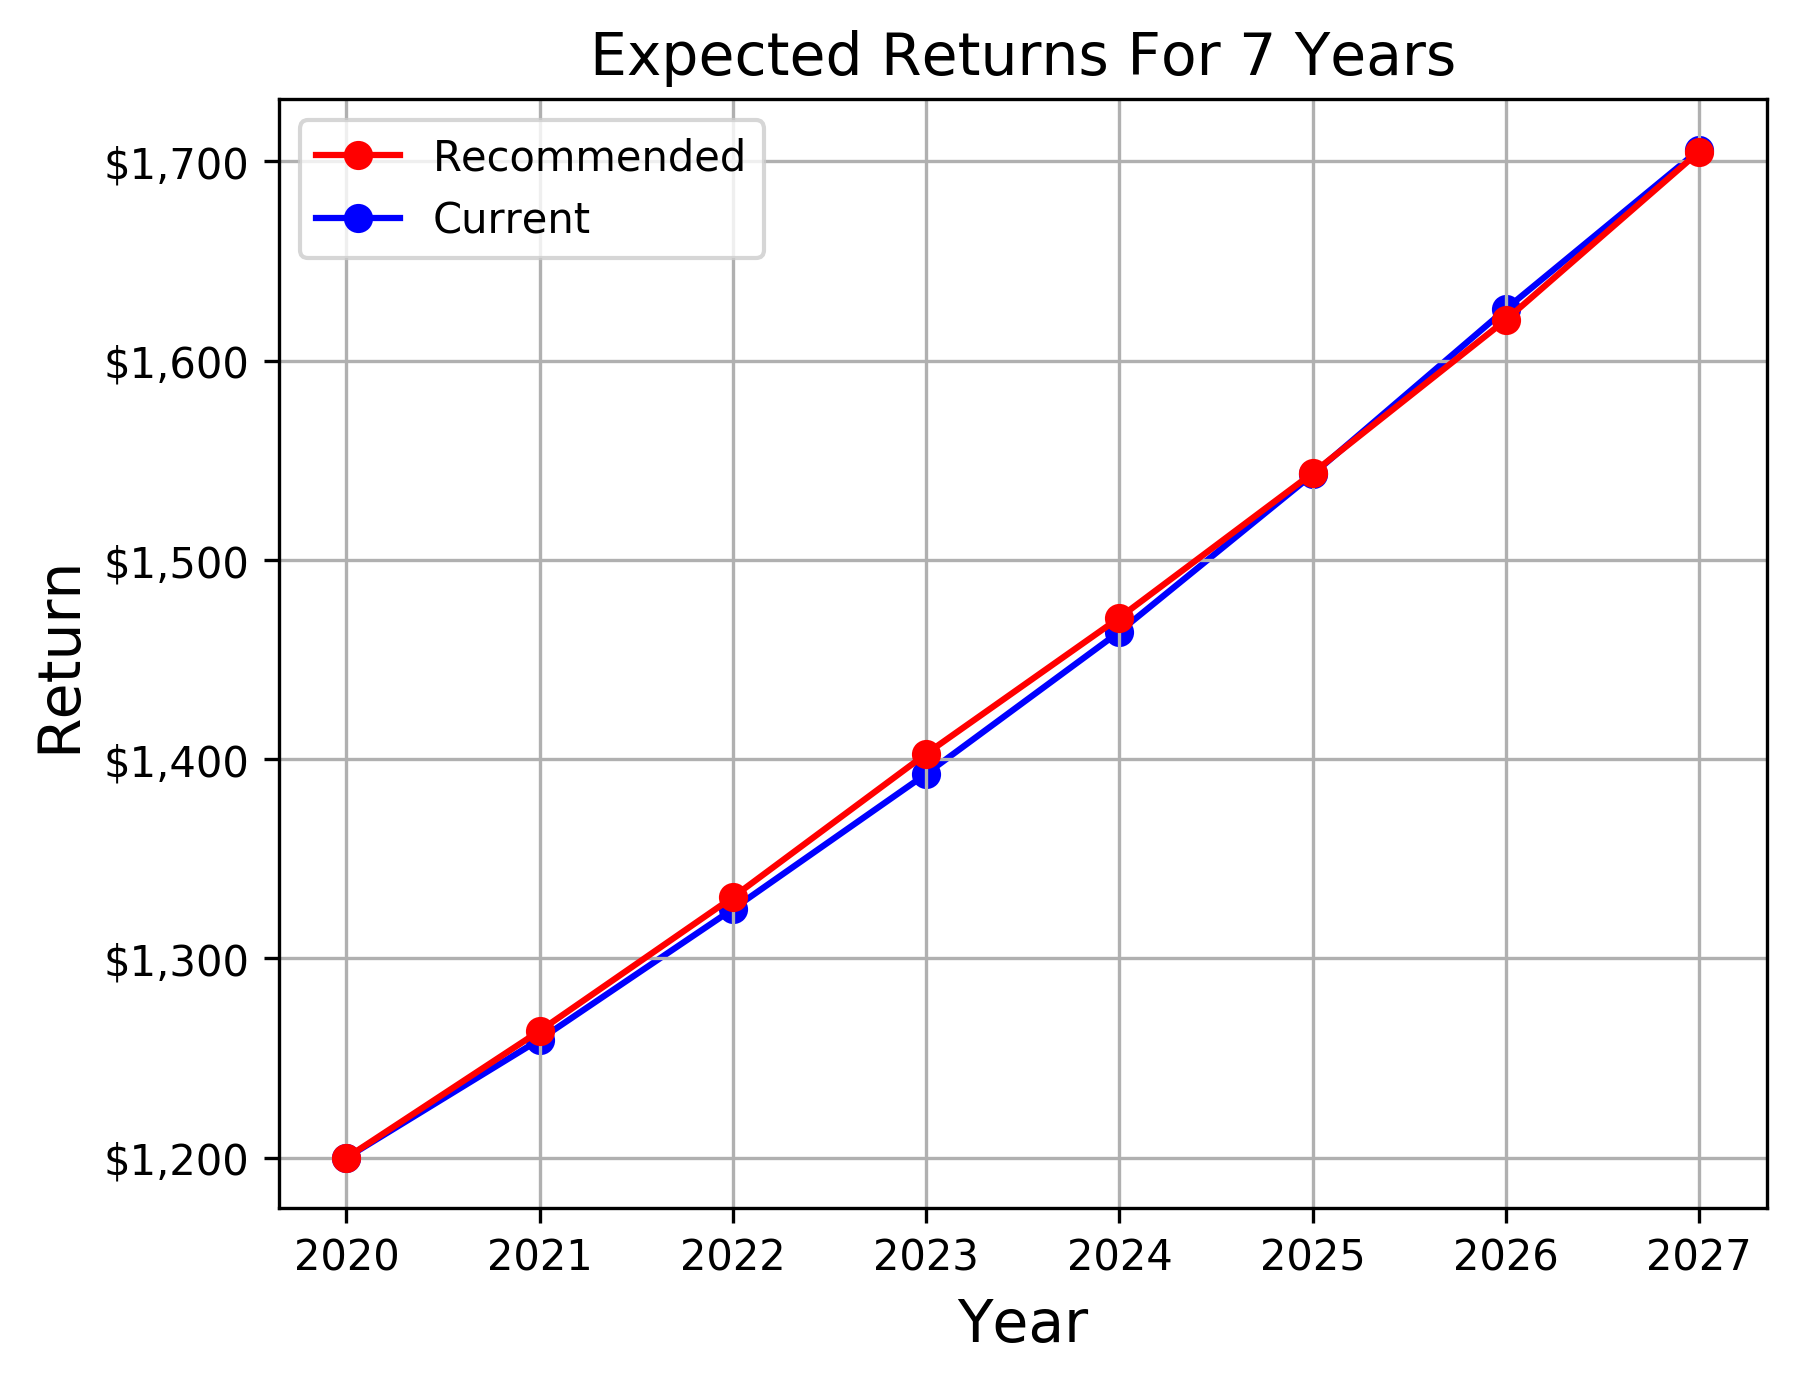 Expected Returns For 7 Years
Recommended
Current
$1,700
$1,600
$1,500
$1,400
$1,300
$1,200
Return
2020 2021 2022 2023 2024 2025 2026 2027
Year